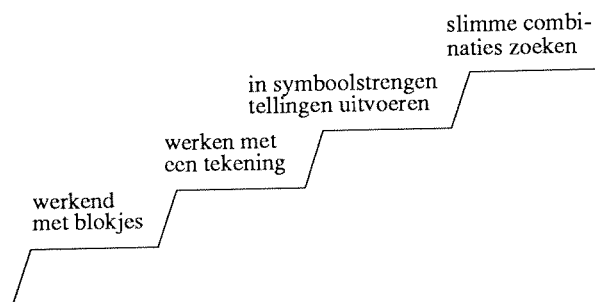 slimme combi-
naties zoeken
in symboolstrengen
tellingen uitvoeren
werken met
een tekening
werkend
met blokjes